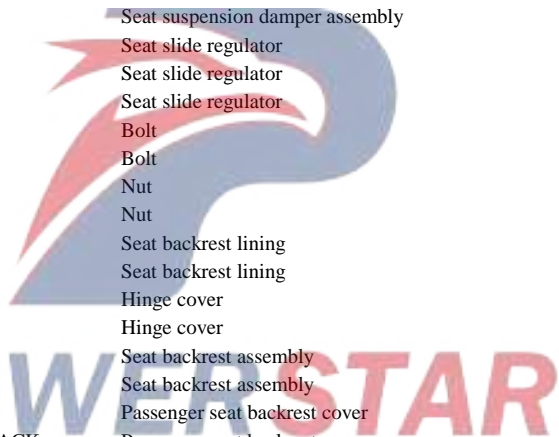 Seat suspension damper assembly
Seat slide regulator
Seat slide regulator
Seat slide regulator
Bolt
Bolt
Nut
Nut
Seat backrest lining
Seat backrest lining
Hinge cover
Hinge cover
Seat backrest assembly
Seat backrest assembly
WERSTAR
Passenger seat backrest cover